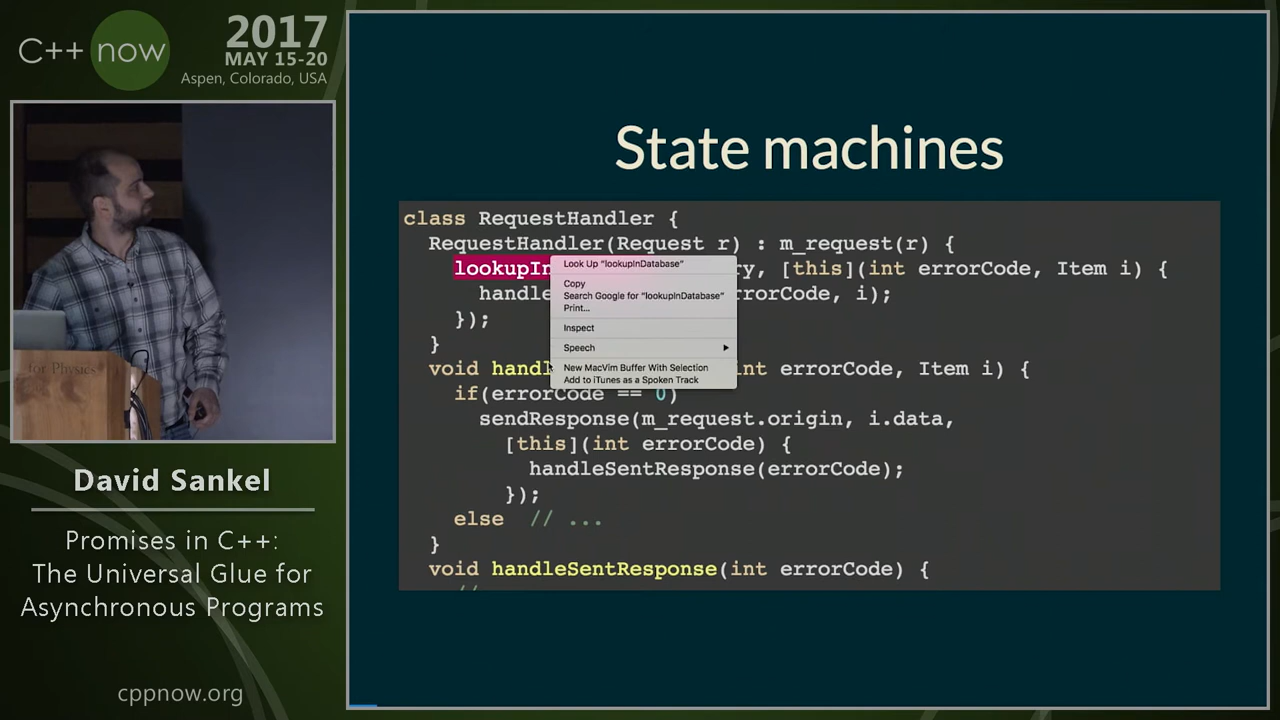 C++ now
2017
MAY 15-20
Aspen, Colorado, USA
for Physics
David Sankel
Promises in C++:
The Universal Glue for
Asynchronous Programs
cppnow.org
State machines
class RequestHandler {
RequestHandler(Request r) : m_request(r) {
lookupIn ry, [this](int errorCode, Item i) {
handle rrorCode, i);
});
}
void handl int errorCode, Item i) {
if(errorCode == 0)
sendResponse(m_request.origin, i.data,
[this](int errorCode) {
handleSentResponse(errorCode);
});
else // ...
}
void handleSentResponse(int errorCode) {
//
Look Up "lookupInDatabase"
Copy
Search Google for "lookupInDatabase"
Print...
Inspect
Speech
New MacVim Buffer With Selection
Add to iTunes as a Spoken Track